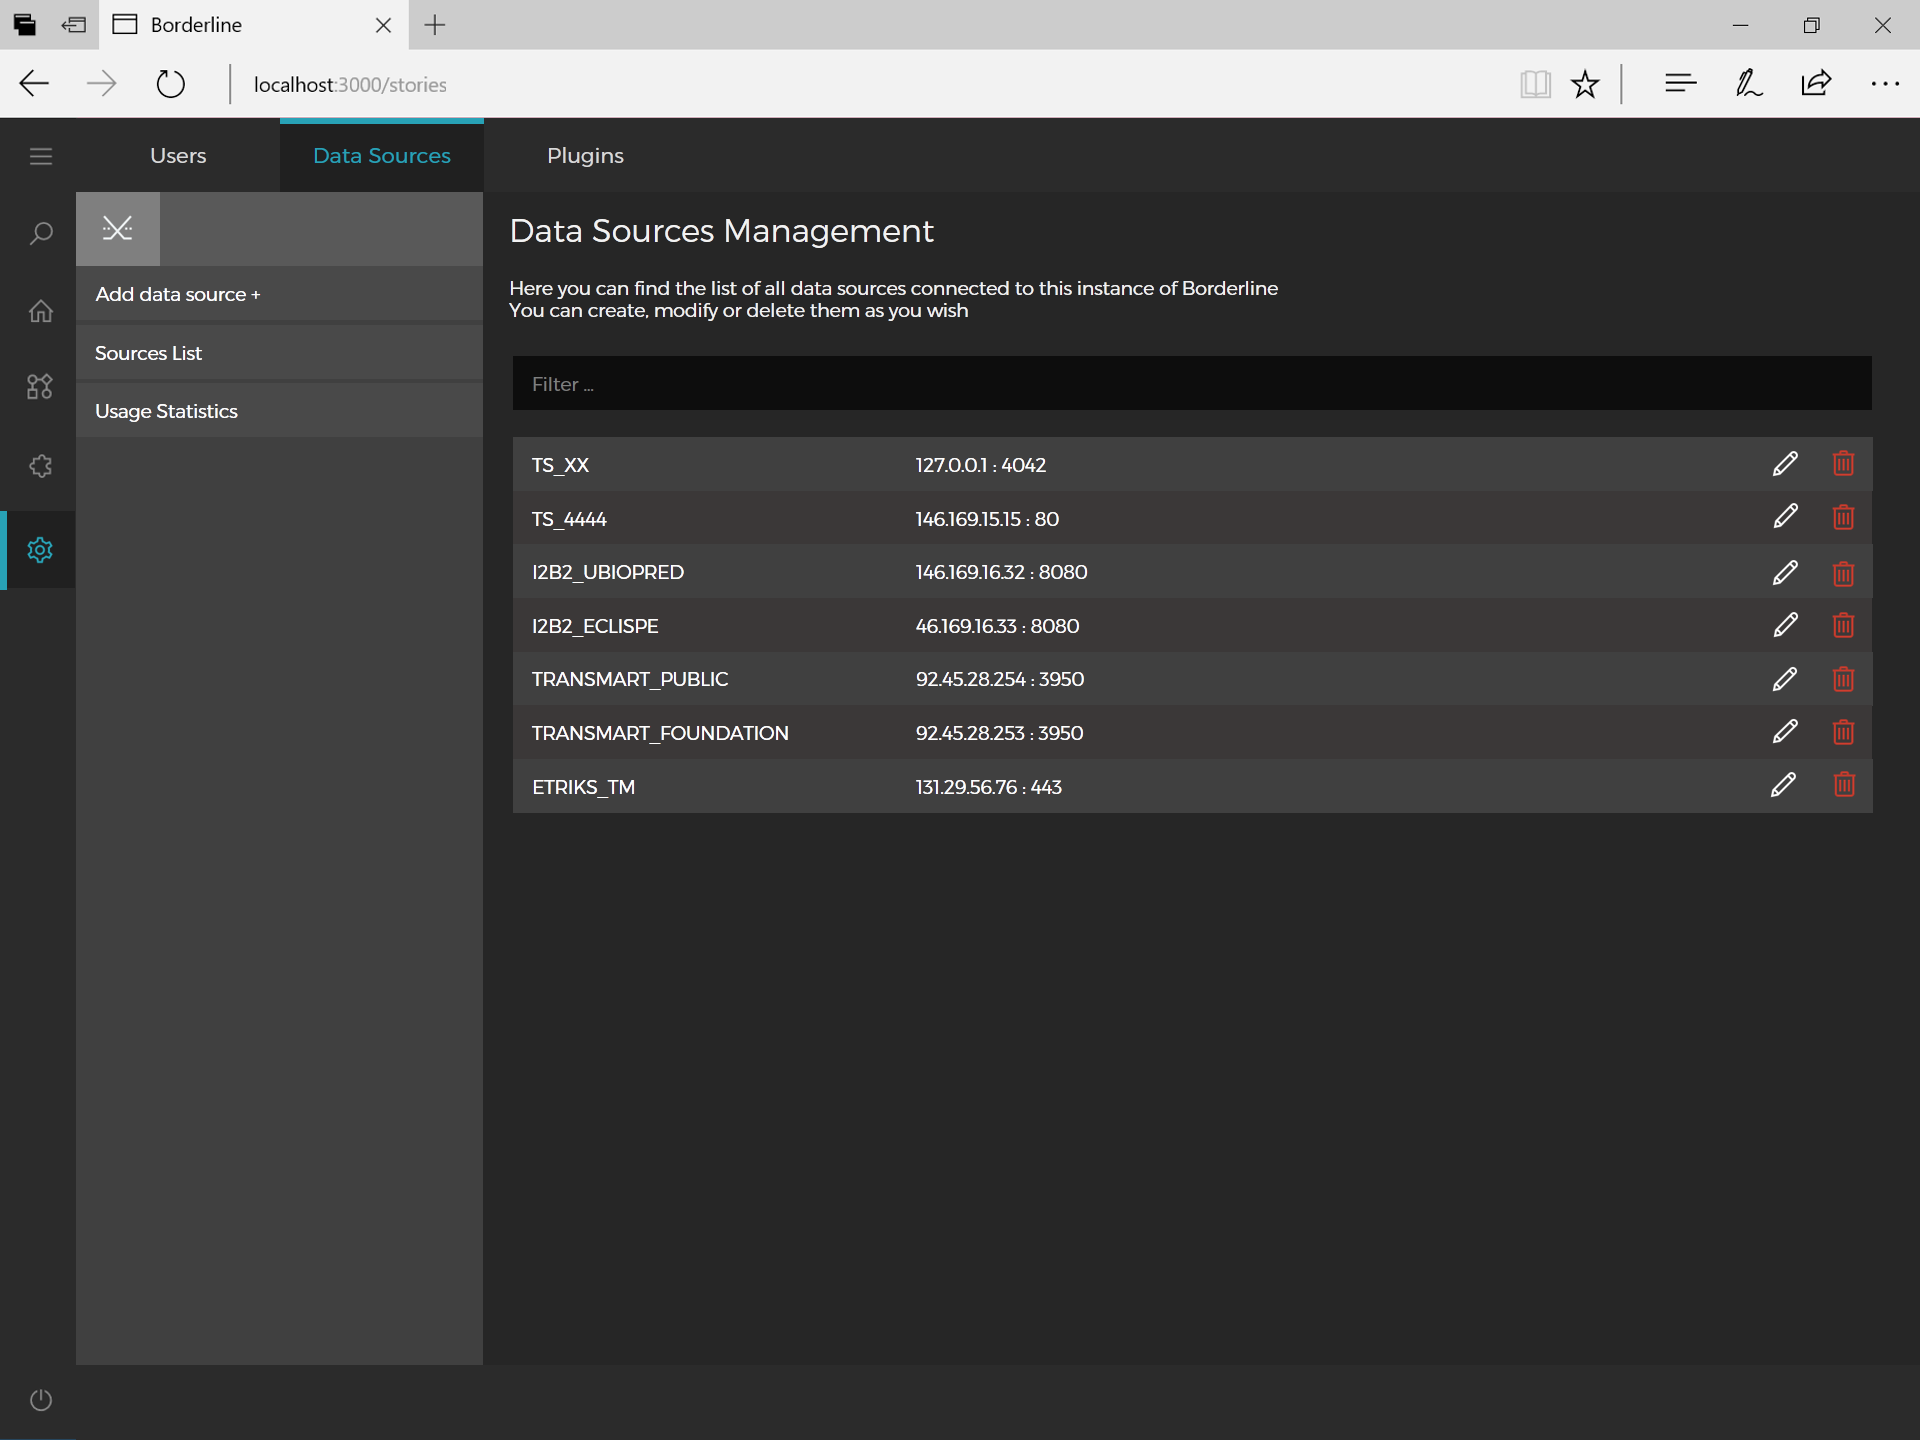 Borderline
localhost:3000/stories
Users
Data Sources
Plugins
Add data source +
Sources List
Usage Statistics
Data Sources Management
Here you can find the list of all data sources connected to this instance of Borderline
You can create, modify or delete them as you wish
Filter ...
TS_XX 127.0.0.1 : 4042
TS_4444 146.169.15.15 : 80
I2B2_UBIOPRED 146.169.16.32 : 8080
I2B2_ECLISPE 46.169.16.33 : 8080
TRANSMART_PUBLIC 92.45.28.254 : 3950
TRANSMART_FOUNDATION 92.45.28.253 : 3950
ETRIKS_TM 131.29.56.76 : 443